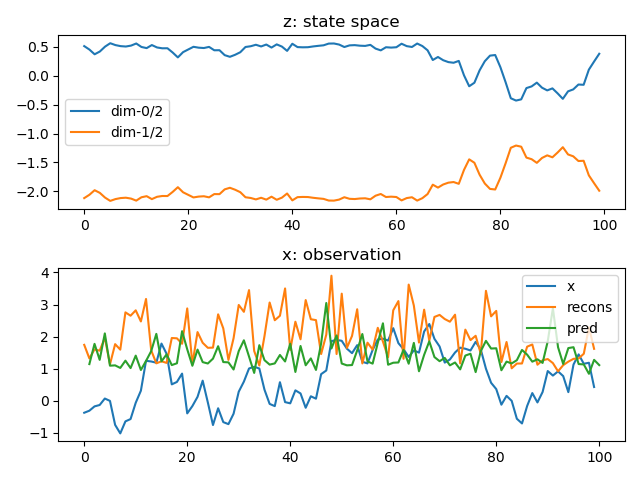 z: state space
0.5
0.0
−0.5
−1.0
−1.5
−2.0
dim-0/2
dim-1/2
0 20 40 60 80 100
x: observation
4
3
2
1
0
−1
x
recons
pred
0 20 40 60 80 100